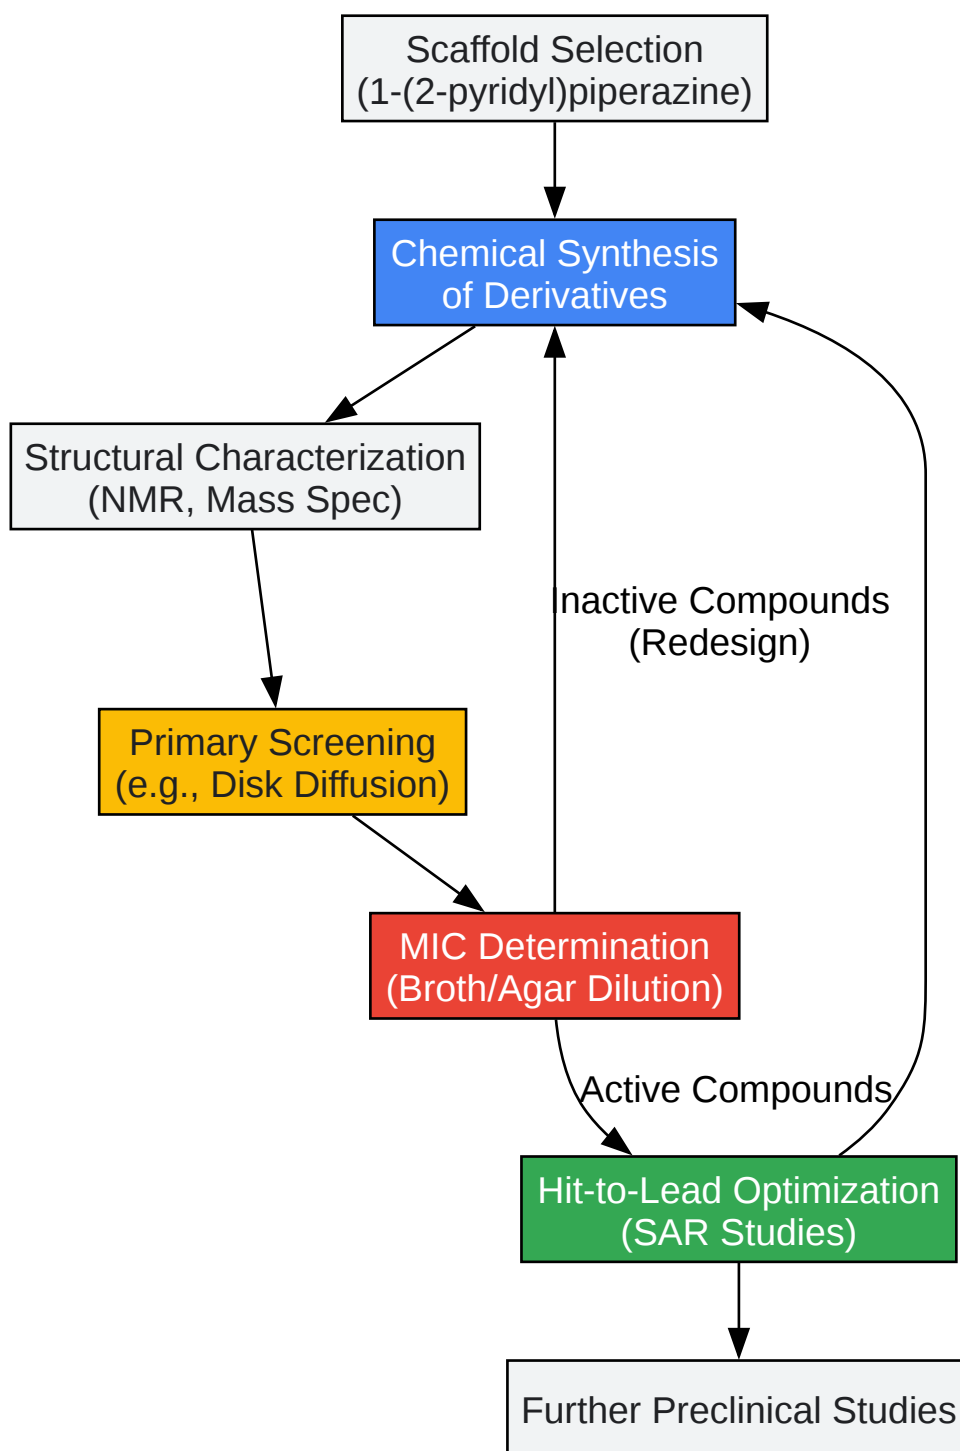 Scaffold Selection
(1-(2-pyridyl)piperazine)
Chemical Synthesis
of Derivatives
Structural Characterization
(NMR, Mass Spec)
Inactive Compounds
(Redesign)
Primary Screening
(e.g., Disk Diffusion)
MIC Determination
(Broth/Agar Dilution)
Active Compounds
Hit-to-Lead Optimization
(SAR Studies)
Further Preclinical Studies